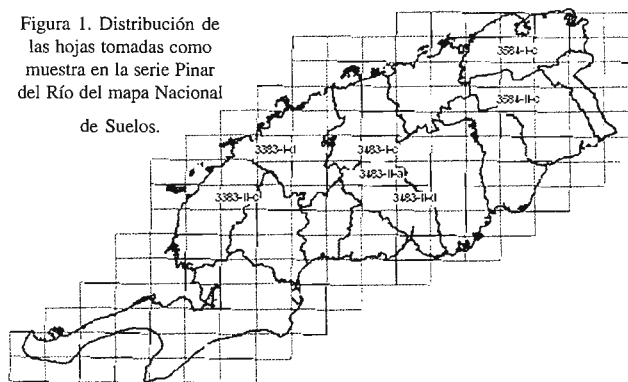 Figura 1. Distribución de
las hojas tomadas como
muestra en la serie Pinar
del Río del mapa Nacional
de Suelos.
3584-I-c
3584-II-c
3383-I-d
3483-I-c
3483-II-a
3383-II-c
3483-II-d